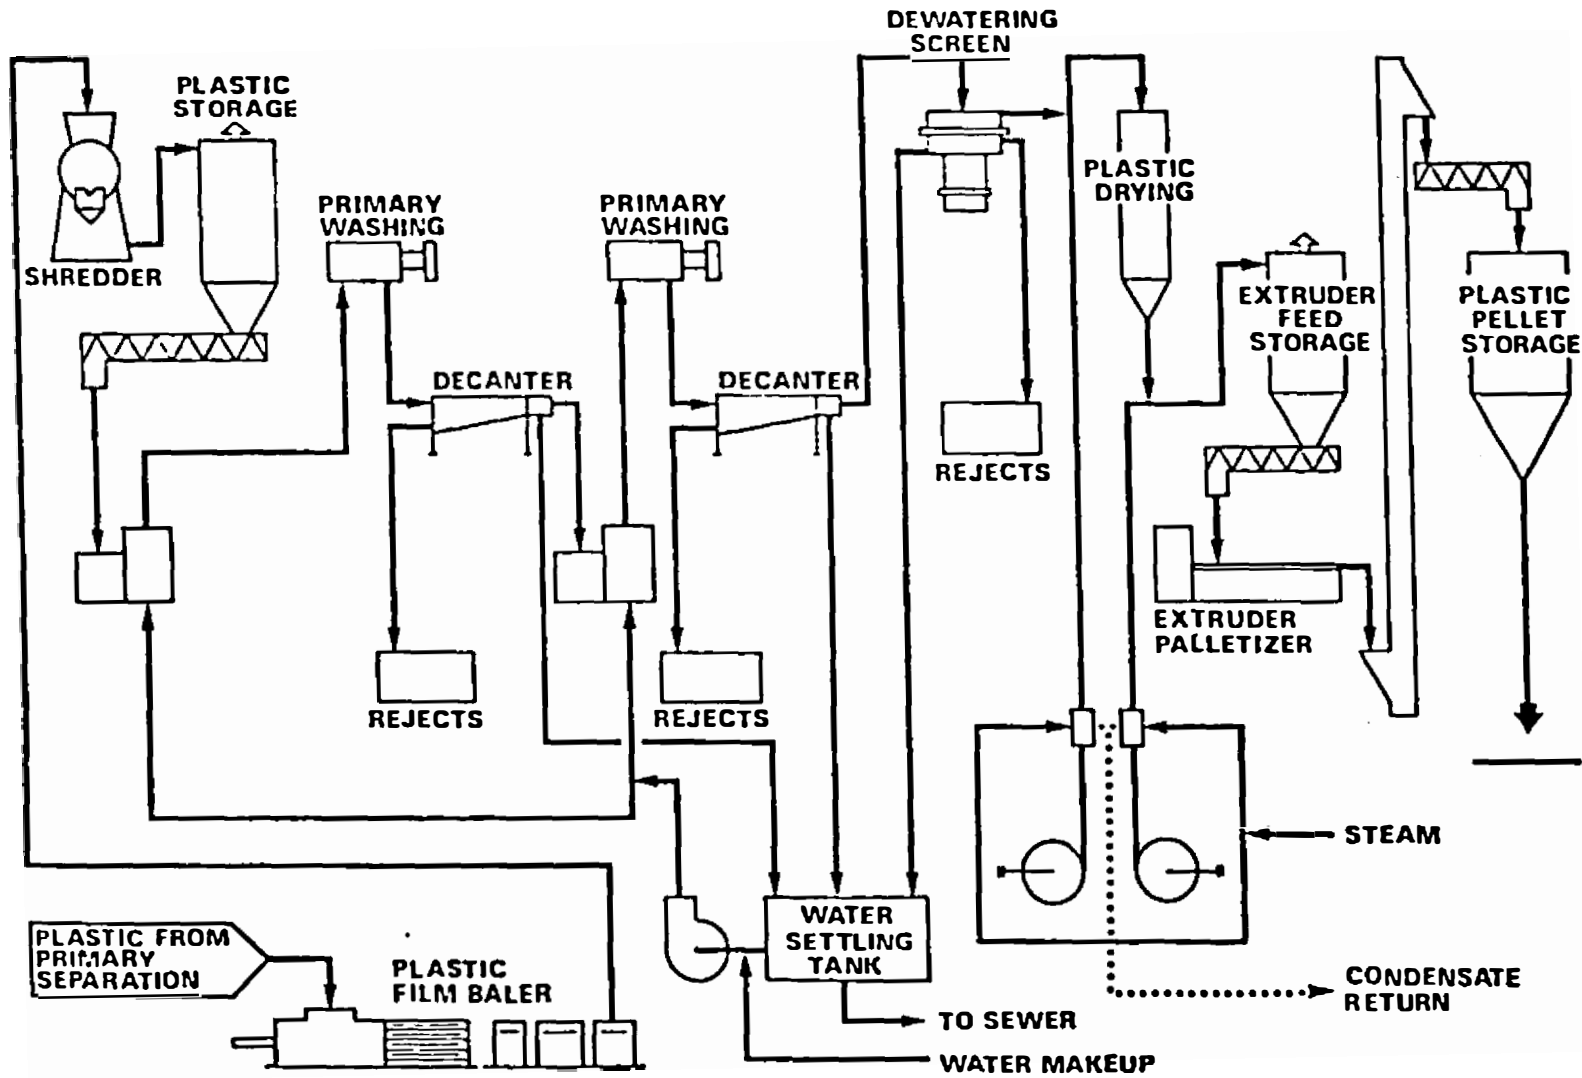 DEWATERING
SCREEN
PLASTIC
STORAGE
PRIMARY
WASHING
PRIMARY
WASHING
PLASTIC
DRYING
SHREDDER
EXTRUDER
FEED
STORAGE
PLASTIC
PELLET
STORAGE
DECANTER
DECANTER
REJECTS
EXTRUDER
PALLETIZER
REJECTS
REJECTS
STEAM
WATER
SETTLING
TANK
PLASTIC FROM
PRIMARY
SEPARATION
PLASTIC
FILM BALER
CONDENSATE
RETURN
TO SEWER
WATER MAKEUP